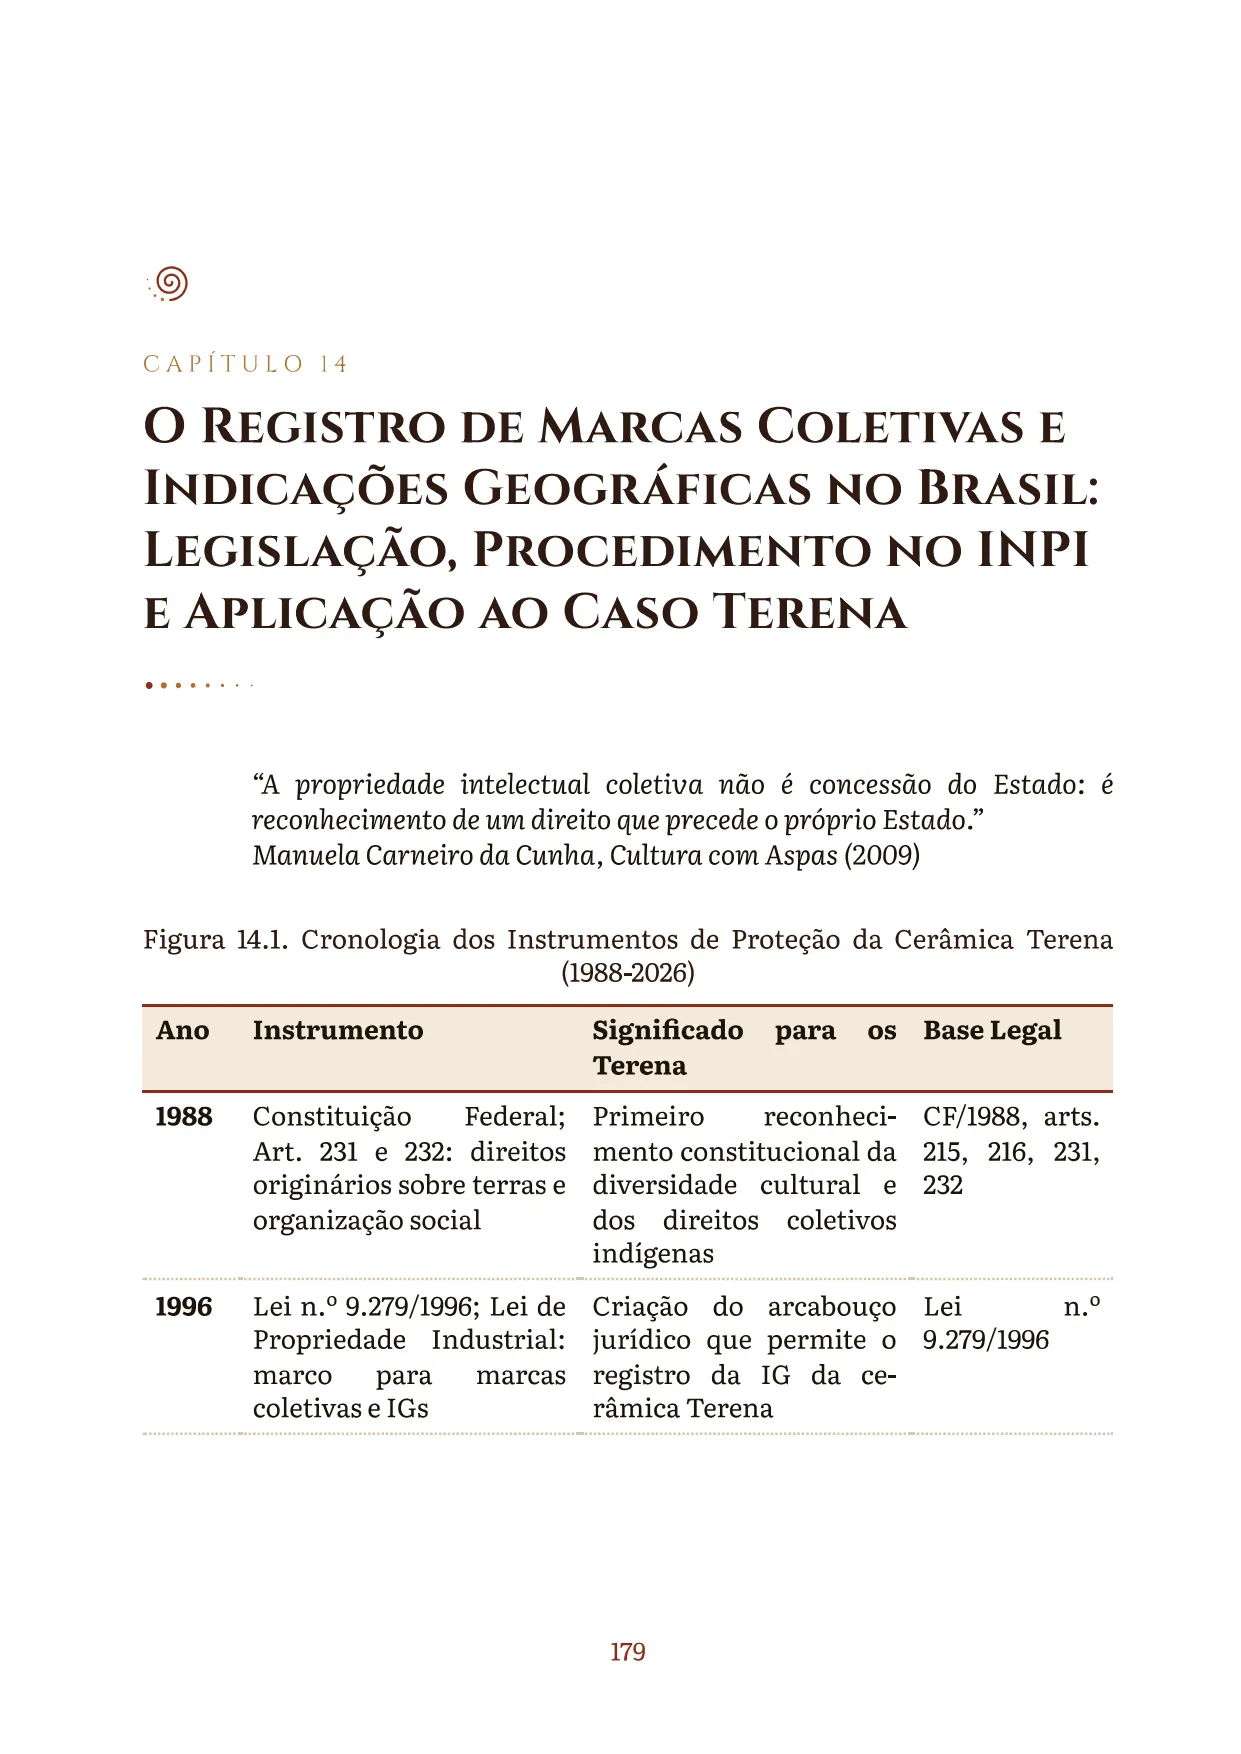 CAPÍTULO 14
O Registro de Marcas Coletivas e
Indicações Geográficas no Brasil:
Legislação, Procedimento no INPI
e Aplicação ao Caso Terena
“A propriedade intelectual coletiva não é concessão do Estado: é
reconhecimento de um direito que precede o próprio Estado.”
Manuela Carneiro da Cunha, Cultura com Aspas (2009)
Figura 14.1. Cronologia dos Instrumentos de Proteção da Cerâmica Terena
(1988-2026)
Ano
Instrumento
Significado para os
Terena
Base Legal
1988
Constituição Federal;
Art. 231 e 232: direitos
originários sobre terras e
organização social
Primeiro reconheci-
mento constitucional da
diversidade cultural e
dos direitos coletivos
indígenas
CF/1988, arts.
215, 216, 231,
232
1996
Lei n.º 9.279/1996; Lei de
Propriedade Industrial:
marco para marcas
coletivas e IGs
Criação do arcabouço
jurídico que permite o
registro da IG da ce-
râmica Terena
Lei n.º
9.279/1996
179